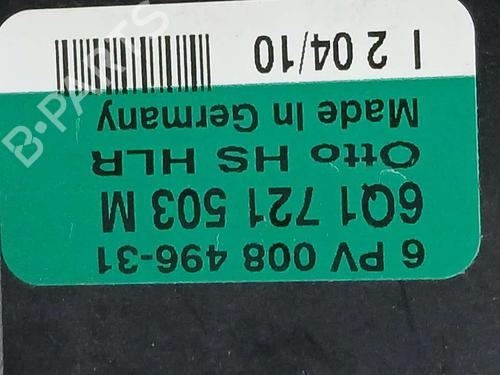 6 PV 008 496-31
6Q1 721 503 M
Otto HS HLR
Made In Germany
I 2 04/10
B-PARTS